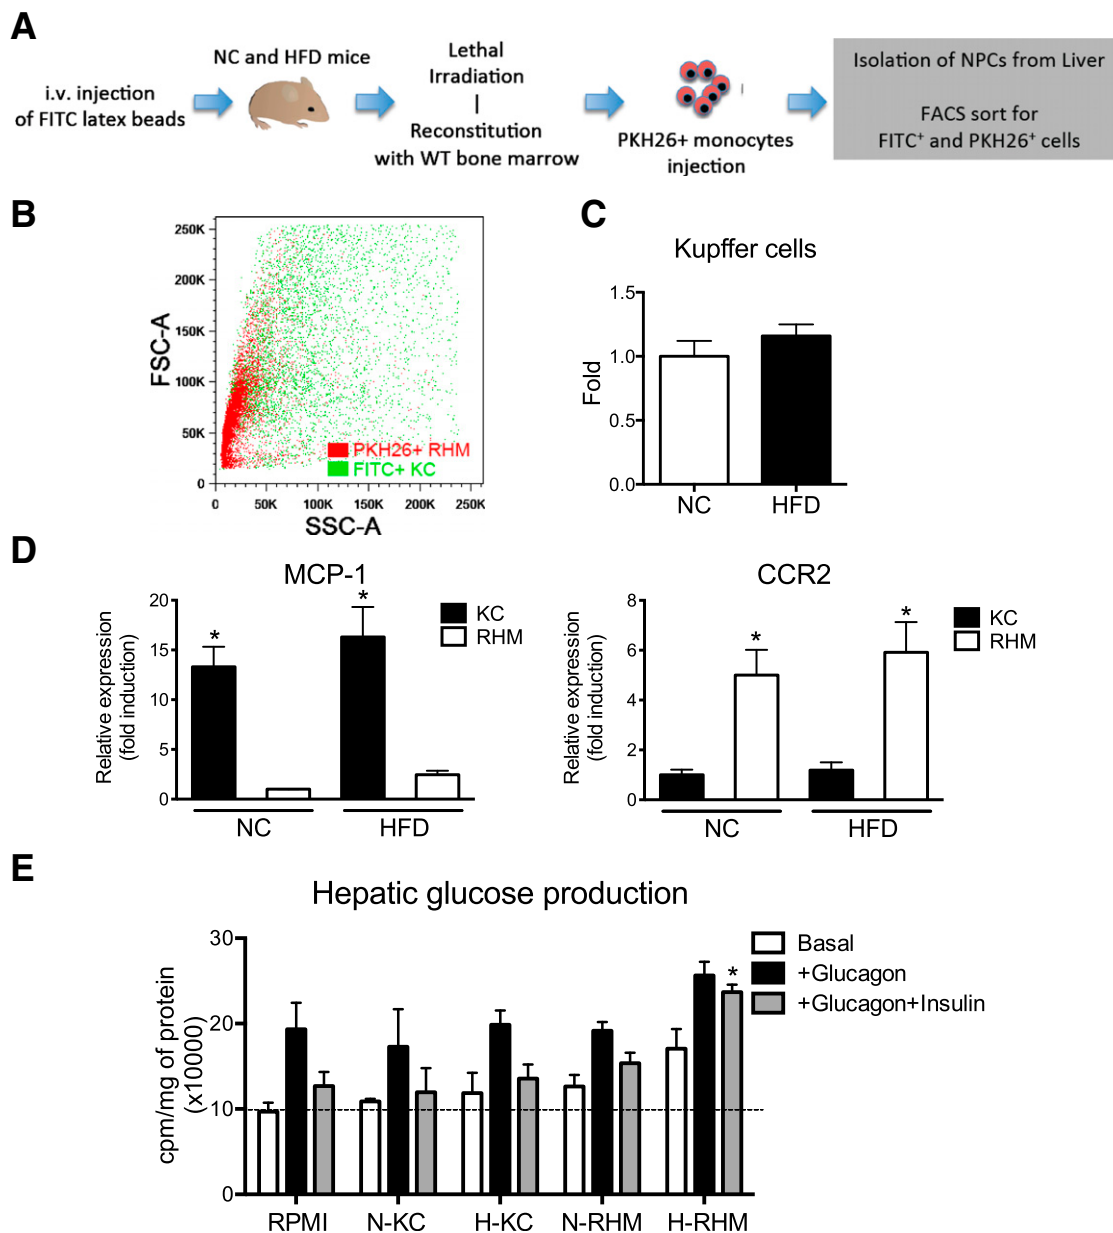 A
i.v. injection
of FITC latex beads
NC and HFD mice
Lethal
Irradiation
|
Reconstitution
with WT bone marrow
PKH26+ monocytes
injection
Isolation of NPCs from Liver
FACS sort for
FITC⁺ and PKH26⁺ cells
B
FSC-A
250K
200K
150K
100K
50K
0
PKH26+ RHM
FITC+ KC
0 50K 100K 150K 200K 250K
SSC-A
C
Kupffer cells
Fold
1.5
1.0
0.5
0.0
NC HFD
D
MCP-1
Relative expression
(fold induction)
20
15
10
5
0
* *
KC
RHM
NC HFD
CCR2
Relative expression
(fold induction)
8
6
4
2
0
* *
KC
RHM
NC HFD
E
Hepatic glucose production
cpm/mg of protein
(x10000)
30
20
10
0
*
Basal
+Glucagon
+Glucagon+Insulin
RPMI N-KC H-KC N-RHM H-RHM